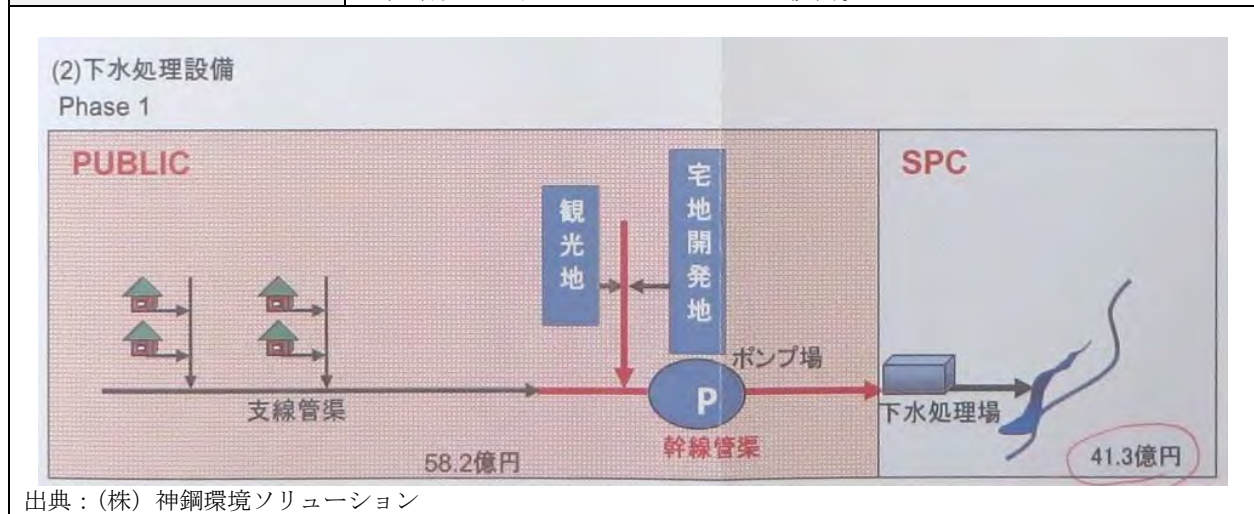 (2)下水処理設備
Phase 1
PUBLIC
SPC
観光地
宅地開発地
ポンプ場
P
支線管渠
下水処理場
幹線管渠
58.2億円
41.3億円
出典：(株) 神鋼環境ソリューション